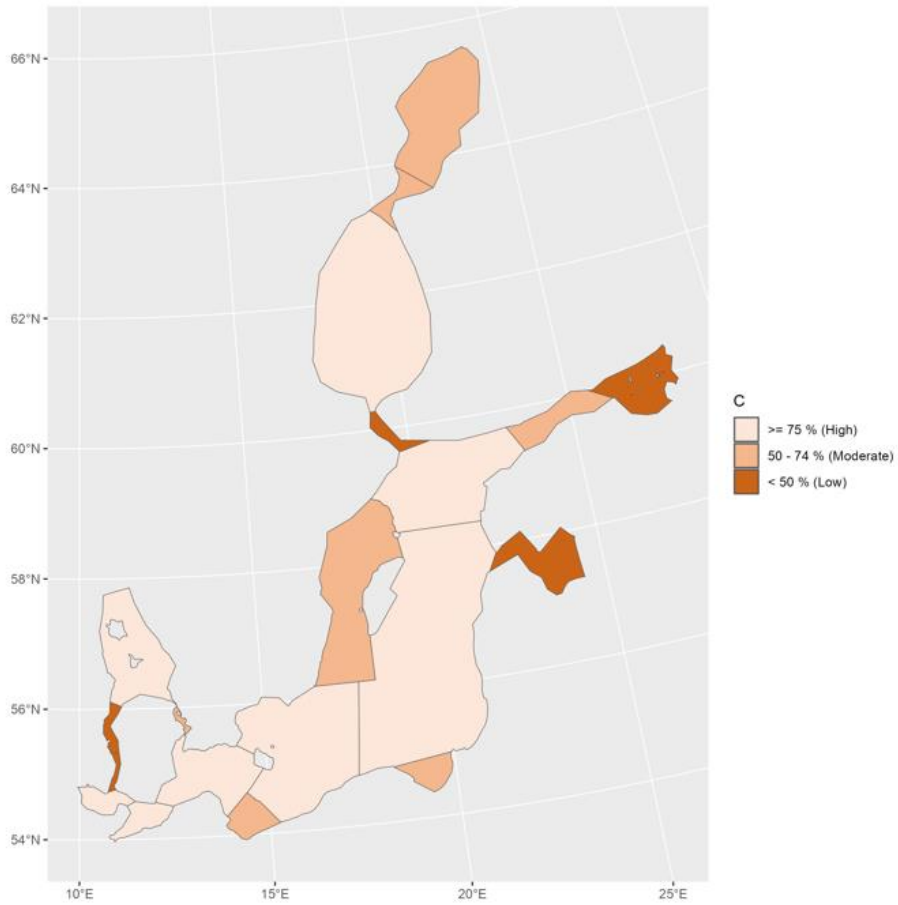 66°N
64°N
62°N
60°N
58°N
56°N
54°N
10°E
15°E
20°E
25°E
C
>= 75 % (High)
50 - 74 % (Moderate)
< 50 % (Low)